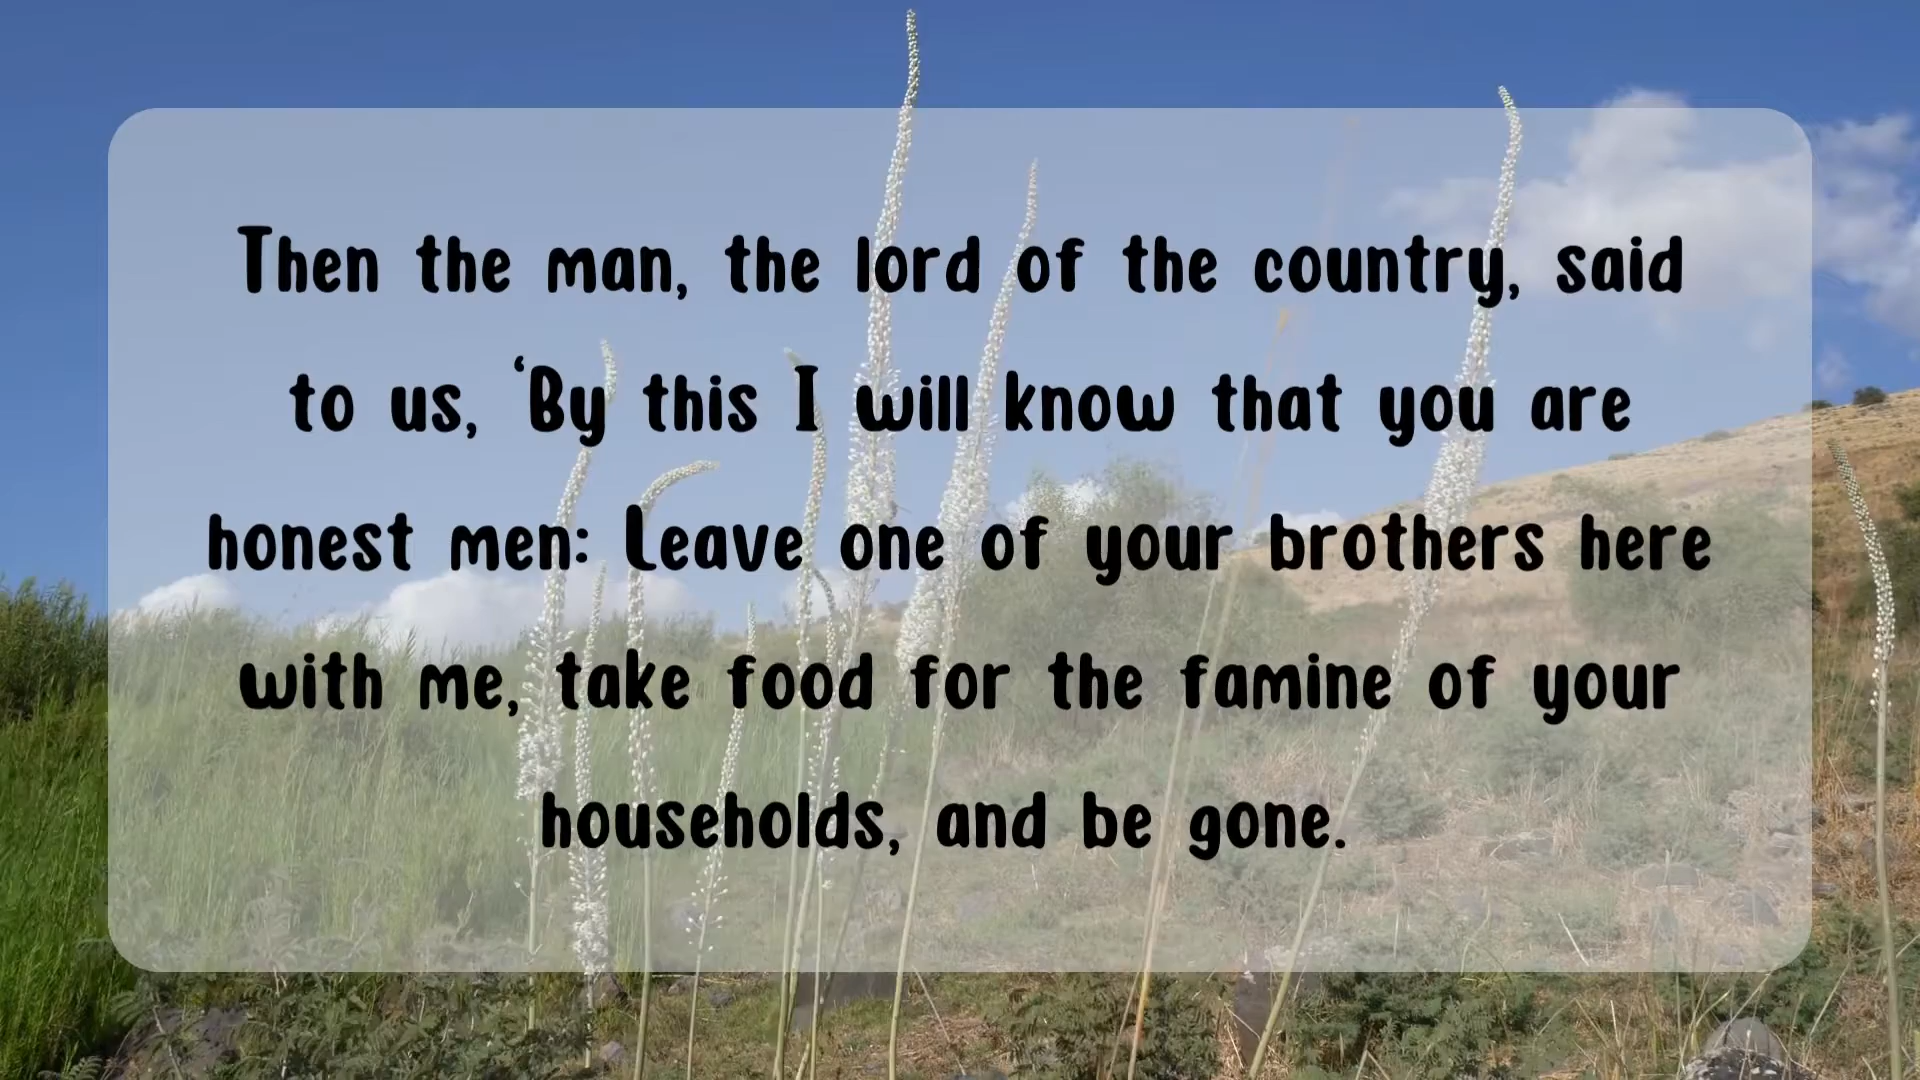 Then the man, the lord of the country, said
to us, ‘By this I will know that you are
honest men: Leave one of your brothers here
with me, take food for the famine of your
households, and be gone.